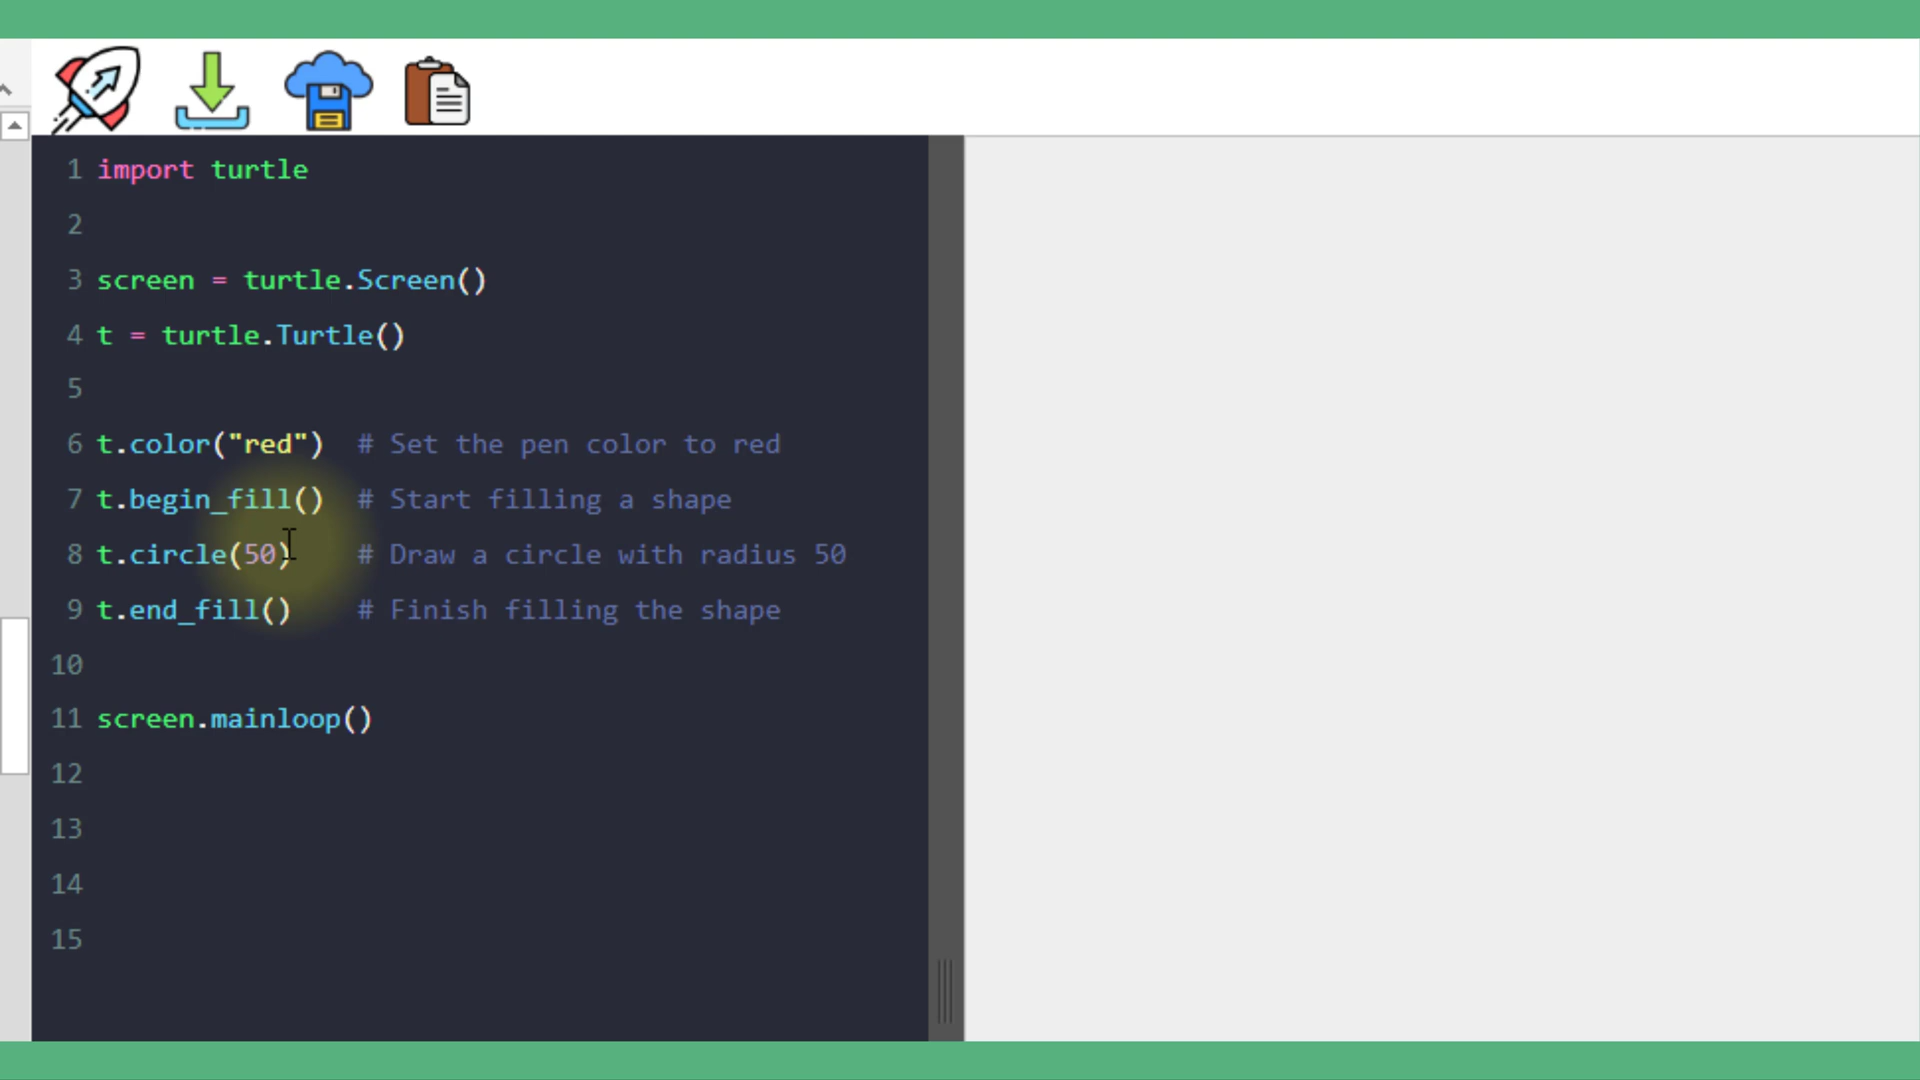 1 import turtle
2
3 screen = turtle.Screen()
4 t = turtle.Turtle()
5
6 t.color("red")  # Set the pen color to red
7 t.begin_fill()  # Start filling a shape
8 t.circle(50)    # Draw a circle with radius 50
9 t.end_fill()    # Finish filling the shape
10
11 screen.mainloop()
12
13
14
15